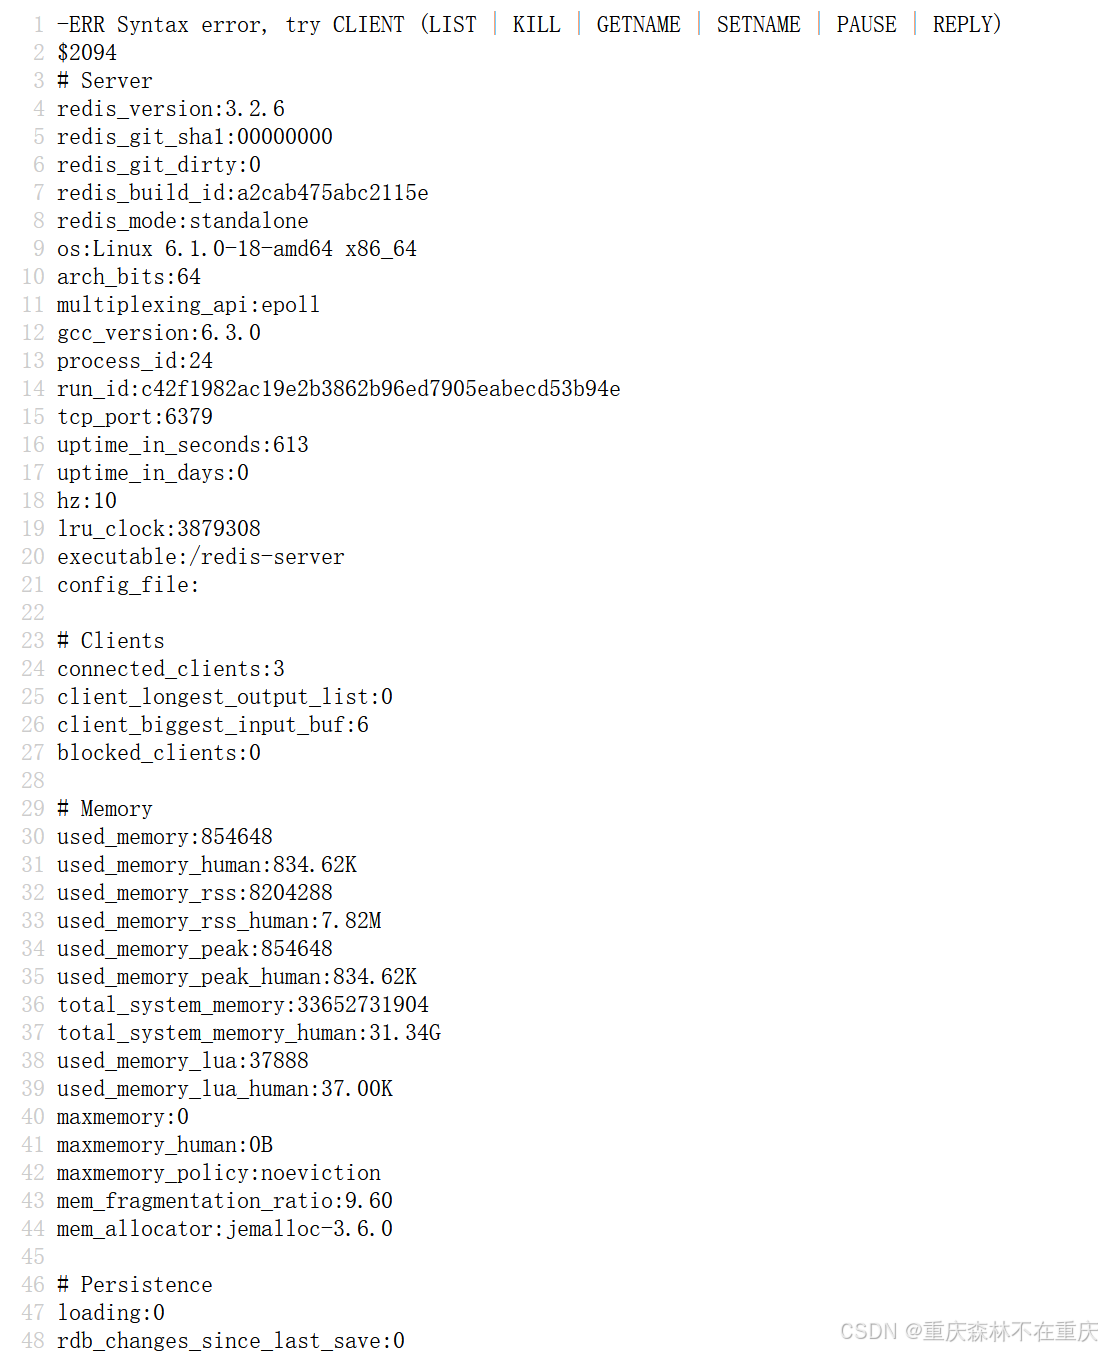 1 -ERR Syntax error, try CLIENT (LIST | KILL | GETNAME | SETNAME | PAUSE | REPLY)
2 $2094
3 # Server
4 redis_version:3.2.6
5 redis_git_sha1:00000000
6 redis_git_dirty:0
7 redis_build_id:a2cab475abc2115e
8 redis_mode:standalone
9 os:Linux 6.1.0-18-amd64 x86_64
10 arch_bits:64
11 multiplexing_api:epoll
12 gcc_version:6.3.0
13 process_id:24
14 run_id:c42f1982ac19e2b3862b96ed7905eabecd53b94e
15 tcp_port:6379
16 uptime_in_seconds:613
17 uptime_in_days:0
18 hz:10
19 lru_clock:3879308
20 executable:/redis-server
21 config_file:
22
23 # Clients
24 connected_clients:3
25 client_longest_output_list:0
26 client_biggest_input_buf:6
27 blocked_clients:0
28
29 # Memory
30 used_memory:854648
31 used_memory_human:834.62K
32 used_memory_rss:8204288
33 used_memory_rss_human:7.82M
34 used_memory_peak:854648
35 used_memory_peak_human:834.62K
36 total_system_memory:33652731904
37 total_system_memory_human:31.34G
38 used_memory_lua:37888
39 used_memory_lua_human:37.00K
40 maxmemory:0
41 maxmemory_human:0B
42 maxmemory_policy:noeviction
43 mem_fragmentation_ratio:9.60
44 mem_allocator:jemalloc-3.6.0
45
46 # Persistence
47 loading:0
48 rdb_changes_since_last_save:0
CSDN @重庆森林不在重庆